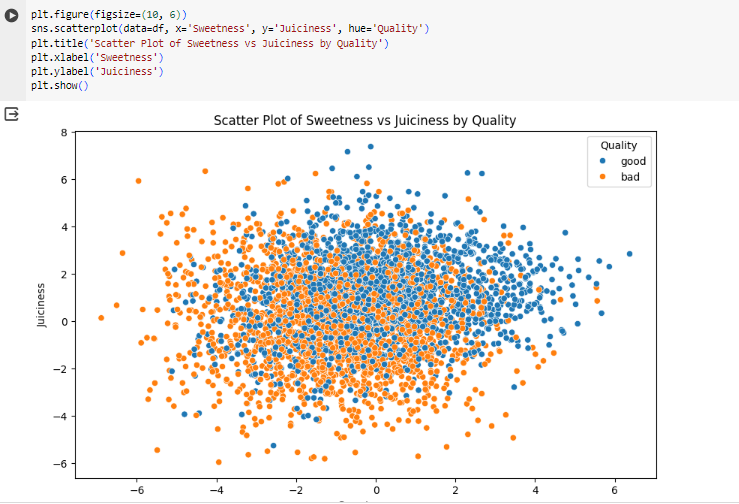 plt.figure(figsize=(10, 6))
sns.scatterplot(data=df, x='Sweetness', y='Juiciness', hue='Quality')
plt.title('Scatter Plot of Sweetness vs Juiciness by Quality')
plt.xlabel('Sweetness')
plt.ylabel('Juiciness')
plt.show()
Scatter Plot of Sweetness vs Juiciness by Quality
Quality
good
bad
8
6
4
2
0
−2
−4
−6
Juiciness
−6 −4 −2 0 2 4 6